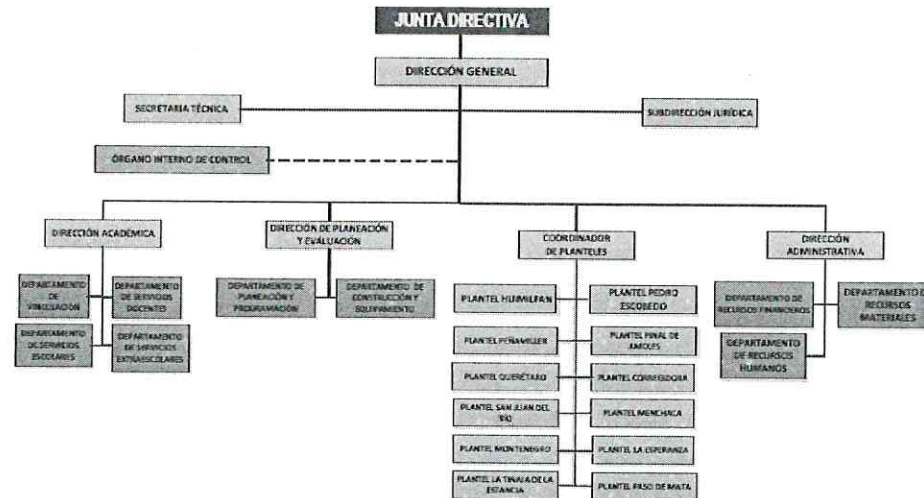 JUNTA DIRECTIVA
DIRECCIÓN GENERAL
SECRETARIA TÉCNICA
SUBDIRECCIÓN JURÍDICA
ÓRGANO INTERNO DE CONTROL
DIRECCIÓN ACADÉMICA
DIRECCIÓN DE PLANEACIÓN
Y EVALUACIÓN
COORDINADOR
DE PLANTELES
DIRECCIÓN
ADMINISTRATIVA
DEPARTAMENTO
DE
VINCULACIÓN
DEPARTAMENTO
DE SERVICIOS
DOCENTES
DEPARTAMENTO
DE SERVICIOS
ESCOLARES
DEPARTAMENTO
DE SERVICIOS
EXTRAESCOLARES
DEPARTAMENTO DE
PLANEACIÓN Y
PROGRAMACIÓN
DEPARTAMENTO DE
CONSTRUCCIÓN Y
EQUIPAMIENTO
PLANTEL HUIMILPAN
PLANTEL PEDRO
ESCOBEDO
PLANTEL PEÑAMILLER
PLANTEL PINAL DE
AMOLES
PLANTEL QUERÉTARO
PLANTEL CORREGIDORA
PLANTEL SAN JUAN DEL
RÍO
PLANTEL MENCHACA
PLANTEL MONTENEGRO
PLANTEL LA ESPERANZA
PLANTEL LA TINAJA DE LA
ESTANCIA
PLANTEL PASO DE MATA
DEPARTAMENTO DE
RECURSOS FINANCIEROS
DEPARTAMENTO DE
RECURSOS
MATERIALES
DEPARTAMENTO
DE RECURSOS
HUMANOS